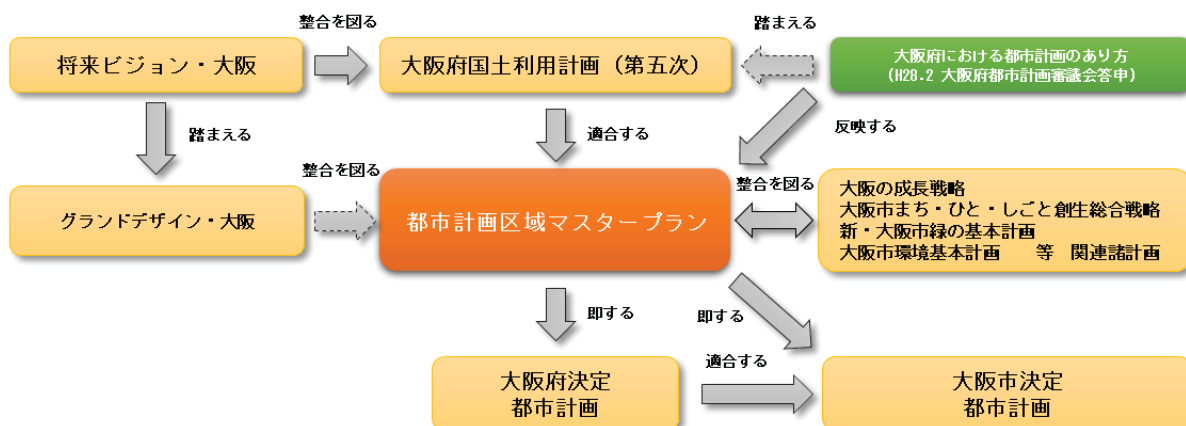 整合を図る
踏まえる
将来ビジョン・大阪
大阪府国土利用計画（第五次）
大阪府における都市計画のあり方
（H28.2 大阪府都市計画審議会答申）
踏まえる
適合する
反映する
整合を図る
整合を図る
グランドデザイン・大阪
都市計画区域マスタープラン
大阪の成長戦略
大阪市まち・ひと・しごと創生総合戦略
新・大阪市緑の基本計画
大阪市環境基本計画　　等　関連諸計画
即する
即する
適合する
大阪府決定
都市計画
大阪市決定
都市計画